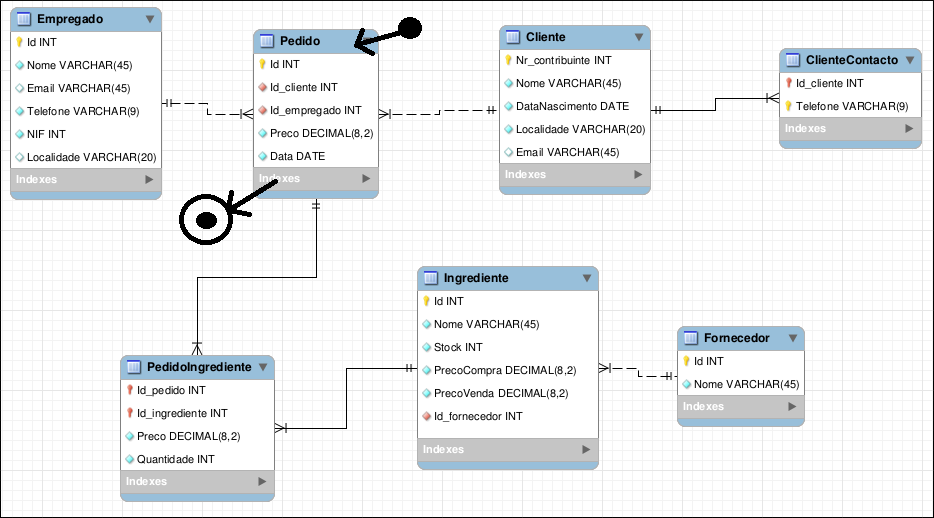 Empregado
Id INT
Nome VARCHAR(45)
Email VARCHAR(45)
Telefone VARCHAR(9)
NIF INT
Localidade VARCHAR(20)
Indexes
Pedido
Id INT
Id_cliente INT
Id_empregado INT
Preco DECIMAL(8,2)
Data DATE
Indexes
Cliente
Nr_contribuinte INT
Nome VARCHAR(45)
DataNascimento DATE
Localidade VARCHAR(20)
Email VARCHAR(45)
Indexes
ClienteContacto
Id_cliente INT
Telefone VARCHAR(9)
Indexes
PedidoIngrediente
Id_pedido INT
Id_ingrediente INT
Preco DECIMAL(8,2)
Quantidade INT
Indexes
Ingrediente
Id INT
Nome VARCHAR(45)
Stock INT
PrecoCompra DECIMAL(8,2)
PrecoVenda DECIMAL(8,2)
Id_fornecedor INT
Indexes
Fornecedor
Id INT
Nome VARCHAR(45)
Indexes